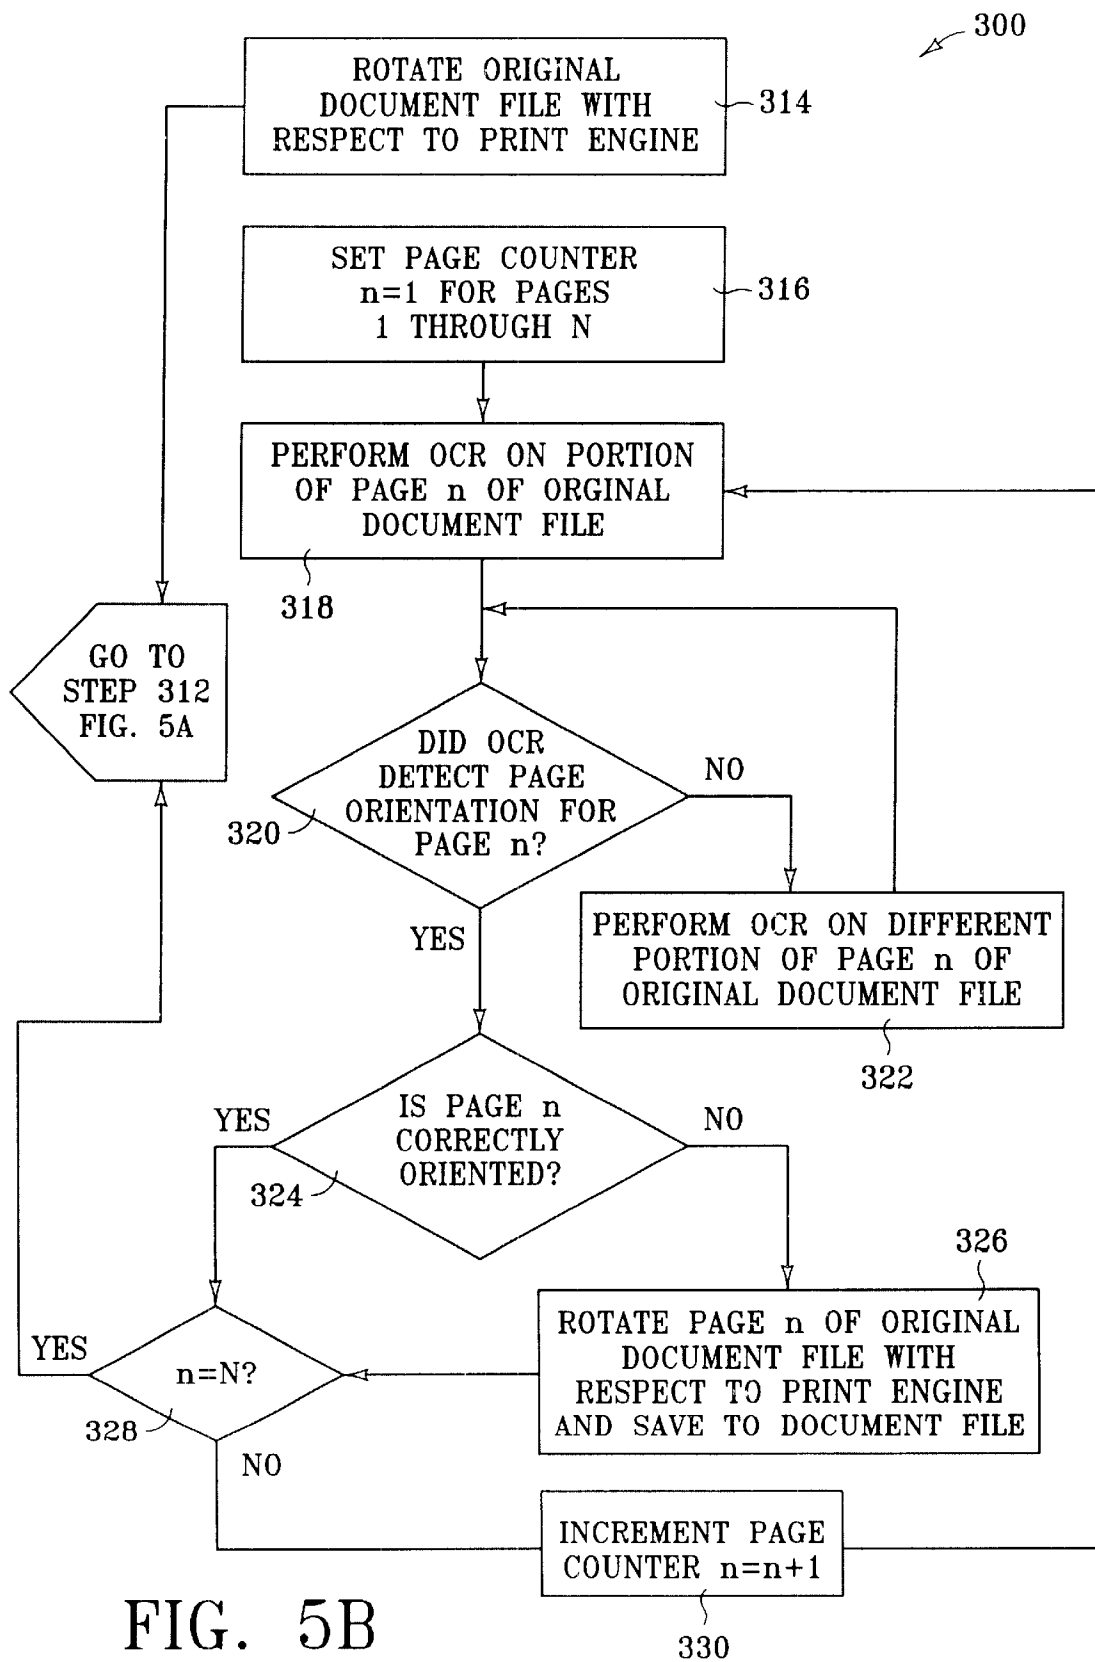 300
ROTATE ORIGINAL
DOCUMENT FILE WITH
RESPECT TO PRINT ENGINE
314
SET PAGE COUNTER
n=1 FOR PAGES
1 THROUGH N
316
PERFORM OCR ON PORTION
OF PAGE n OF ORGINAL
DOCUMENT FILE
318
GO TO
STEP 312
FIG. 5A
DID OCR
DETECT PAGE
ORIENTATION FOR
PAGE n?
320
NO
YES
PERFORM OCR ON DIFFERENT
PORTION OF PAGE n OF
ORIGINAL DOCUMENT FILE
322
IS PAGE n
CORRECTLY
ORIENTED?
324
YES
NO
326
ROTATE PAGE n OF ORIGINAL
DOCUMENT FILE WITH
RESPECT TO PRINT ENGINE
AND SAVE TO DOCUMENT FILE
YES
n=N?
328
NO
INCREMENT PAGE
COUNTER n=n+1
330
FIG. 5B